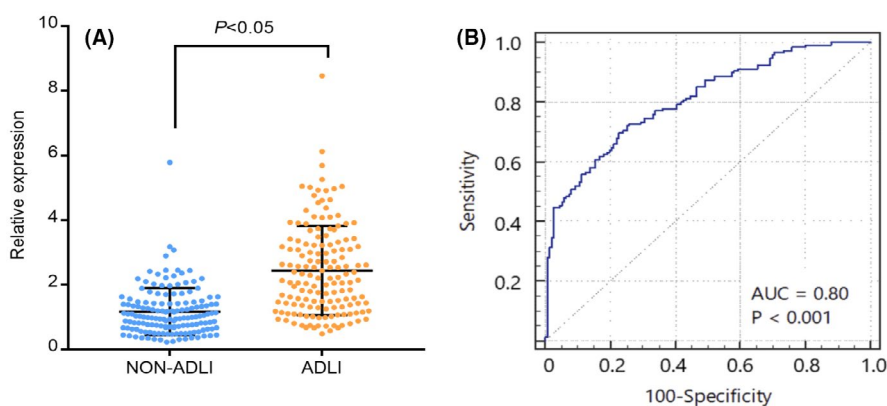 (A)
P<0.05
Relative expression
10
8
6
4
2
0
NON-ADLI
ADLI
(B)
Sensitivity
1.0
0.8
0.6
0.4
0.2
AUC = 0.80
P < 0.001
0
0.2
0.4
0.6
0.8
1.0
100-Specificity